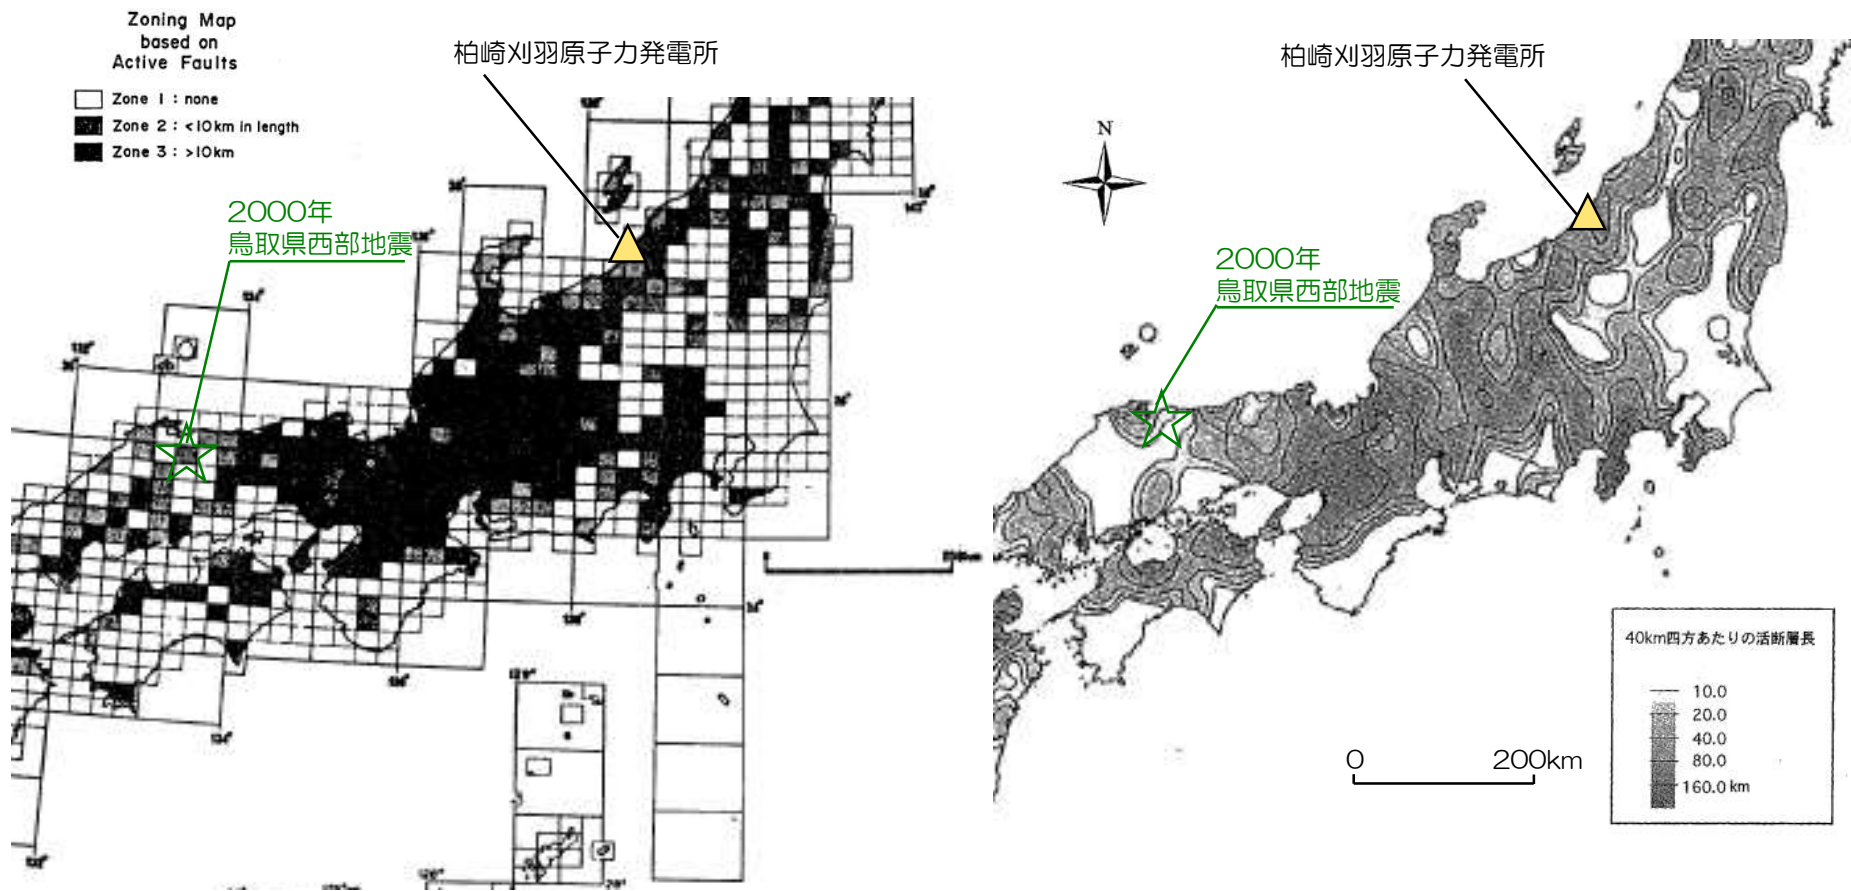 Zoning Map
based on
Active Faults
Zone 1 : none
Zone 2 : <10km in length
Zone 3 : >10km
柏崎刈羽原子力発電所
2000年
鳥取県西部地震
柏崎刈羽原子力発電所
N
2000年
鳥取県西部地震
40km四方あたりの活断層長
10.0
20.0
40.0
80.0
160.0 km
0
200km